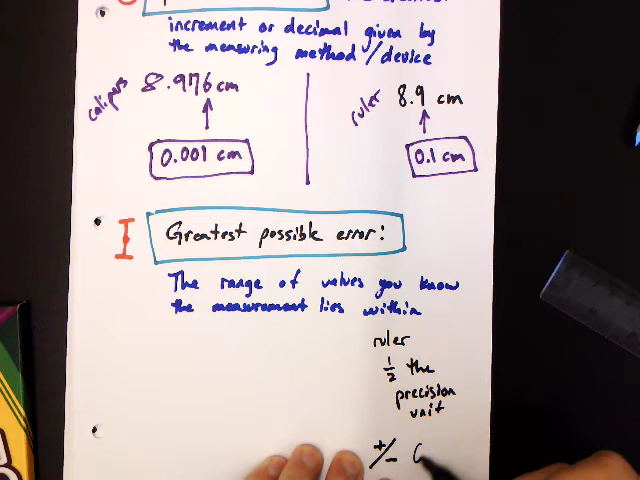 increment or decimal given by
the measuring method/device
calipers 8.976 cm
0.001 cm
ruler 8.9 cm
0.1 cm
I Greatest possible error:
The range of values you know
the measurement lies within
ruler
1/2 the
precision
unit
+/-